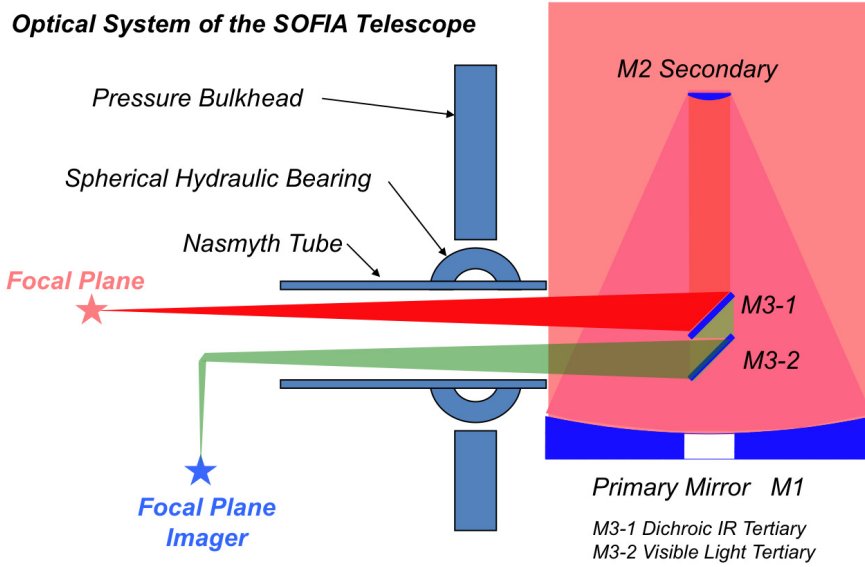 Optical System of the SOFIA Telescope
M2 Secondary
Pressure Bulkhead
Spherical Hydraulic Bearing
Nasmyth Tube
Focal Plane
M3-1
M3-2
Focal Plane
Imager
Primary Mirror M1
M3-1 Dichroic IR Tertiary
M3-2 Visible Light Tertiary